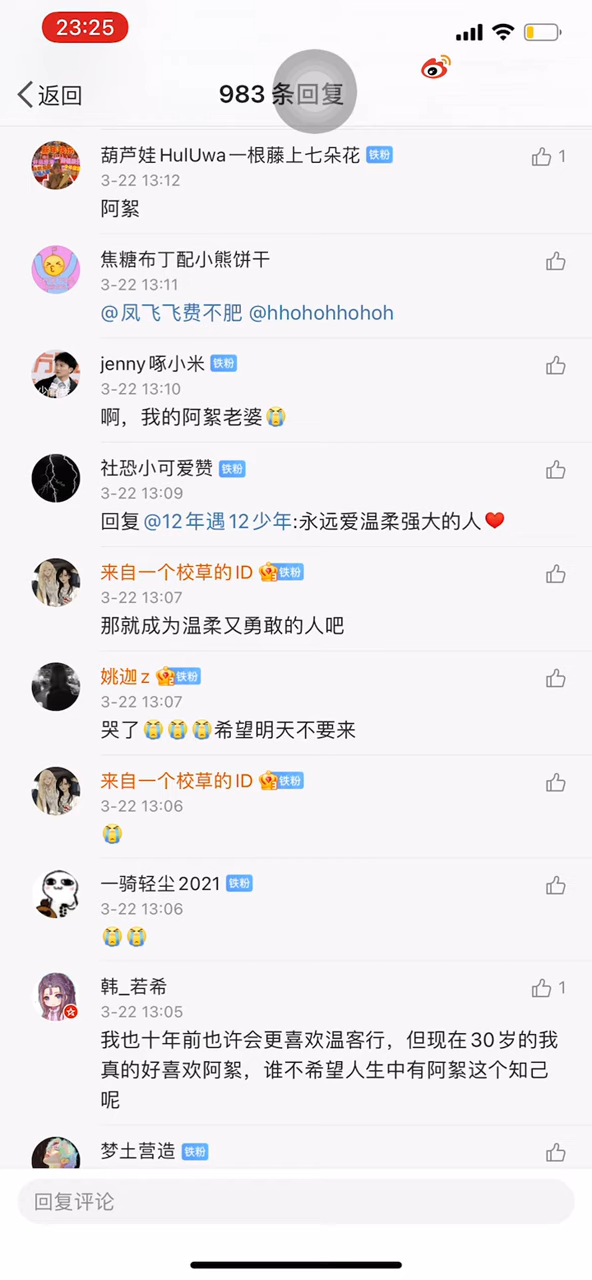 23:25
返回
983 条回复
葫芦娃HulUwa一根藤上七朵花 铁粉
1
3-22 13:12
阿絮
焦糖布丁配小熊饼干
3-22 13:11
@凤飞飞费不肥 @hhohohhohoh
jenny啄小米 铁粉
3-22 13:10
啊，我的阿絮老婆😭
社恐小可爱赞 铁粉
3-22 13:09
回复@12年遇12少年:永远爱温柔强大的人❤️
来自一个校草的ID 铁粉
3-22 13:07
那就成为温柔又勇敢的人吧
姚迦z 铁粉
3-22 13:07
哭了😭😭😭希望明天不要来
来自一个校草的ID 铁粉
3-22 13:06
😭
一骑轻尘2021 铁粉
3-22 13:06
😭😭
韩_若希
1
3-22 13:05
我也十年前也许会更喜欢温客行，但现在30岁的我
真的好喜欢阿絮，谁不希望人生中有阿絮这个知己
呢
梦土营造 铁粉
回复评论